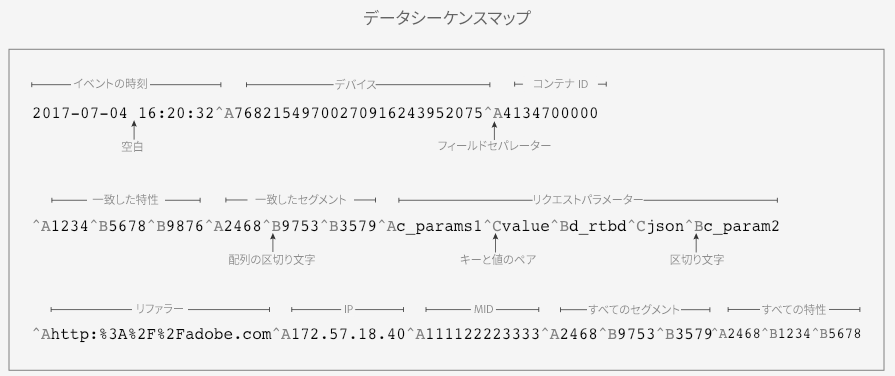 データシーケンスマップ
イベントの時刻 デバイス コンテナ ID
2017-07-04 16:20:32^A76821549700270916243952075^A4134700000
空白 フィールドセパレーター
一致した特性 一致したセグメント リクエストパラメーター
^A1234^B5678^B9876^A2468^B9753^B3579^Ac_params1^Cvalue^Bd_rtbd^Cjson^Bc_param2
配列の区切り文字 キーと値のペア 区切り文字
リファラー IP MID すべてのセグメント すべての特性
^Ahttp:%3A%2F%2Fadobe.com^A172.57.18.40^A111122223333^A2468^B9753^B3579^A2468^B1234^B5678